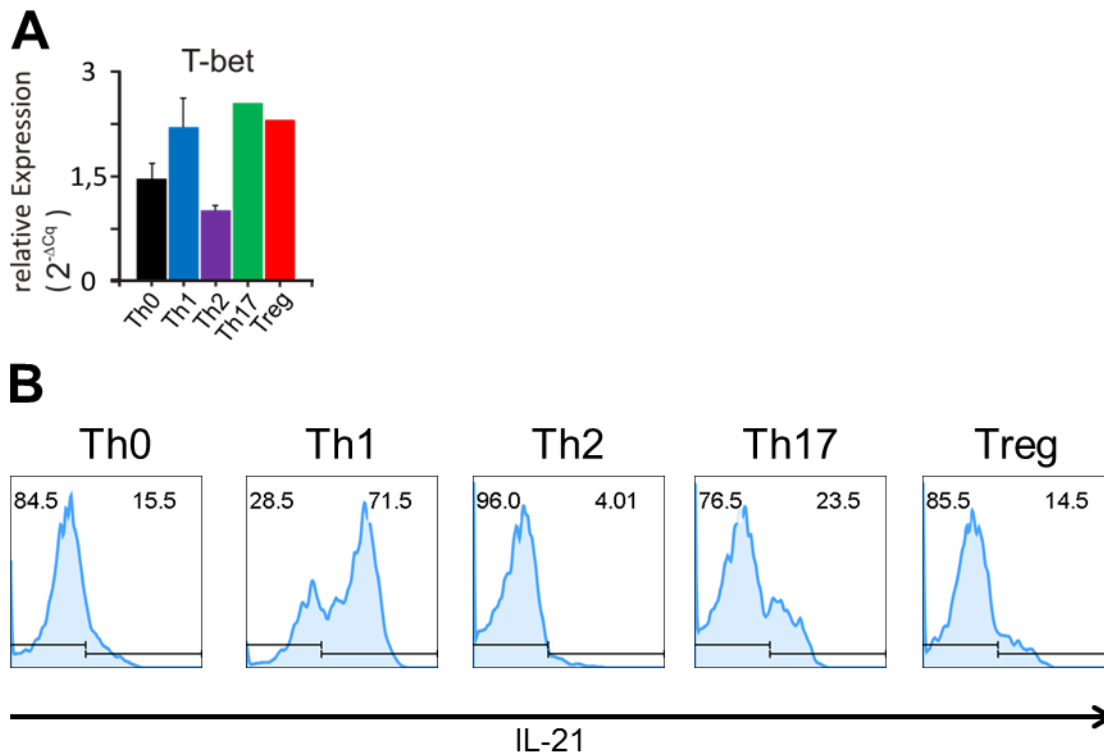 A
T-bet
relative Expression
(2^-ΔCq)
3
1,5
0
Th0 Th1 Th2 Th17 Treg
B
Th0 Th1 Th2 Th17 Treg
84.5 15.5 28.5 71.5 96.0 4.01 76.5 23.5 85.5 14.5
IL-21